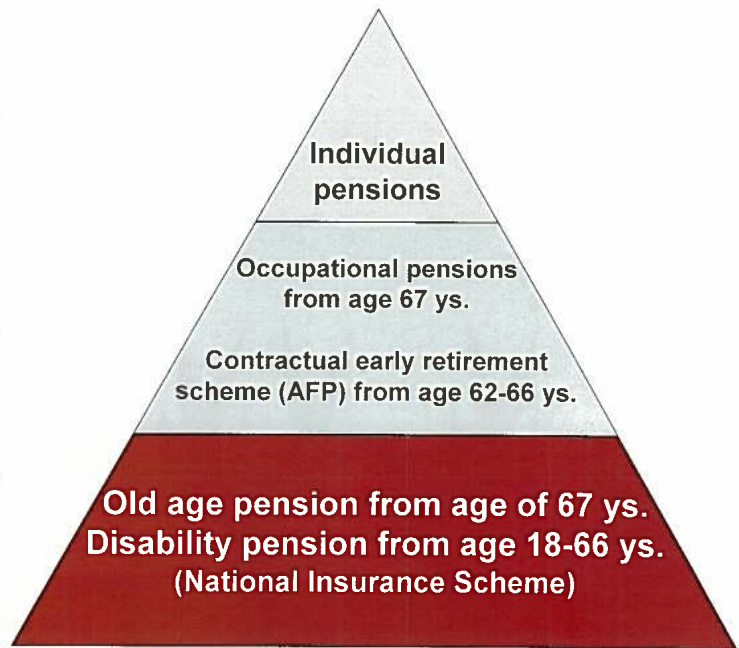 Individual
pensions
Occupational pensions
from age 67 ys.
Contractual early retirement
scheme (AFP) from age 62-66 ys.
Old age pension from age of 67 ys.
Disability pension from age 18-66 ys.
(National Insurance Scheme)